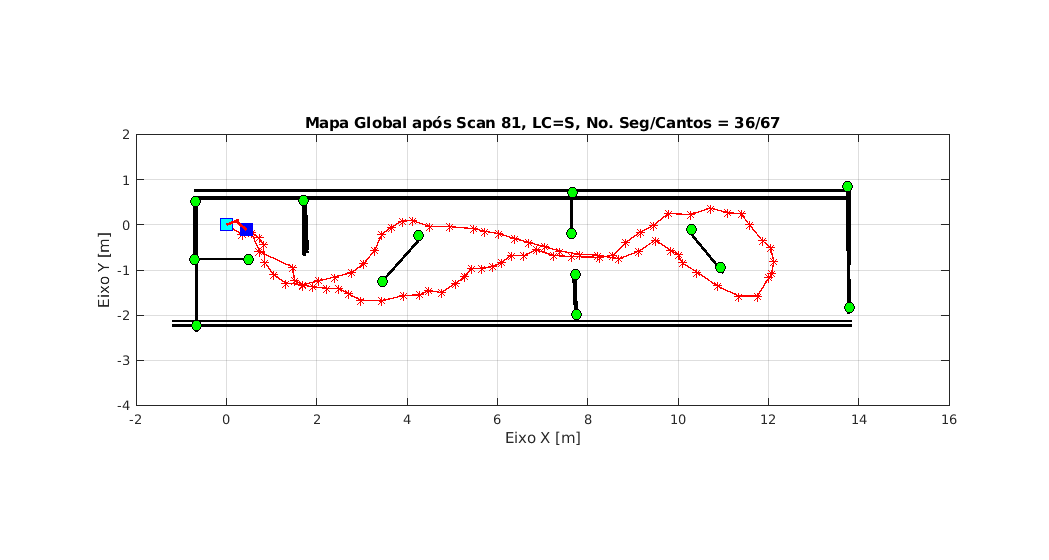 Mapa Global após Scan 81, LC=S, No. Seg/Cantos = 36/67
2
1
0
-1
-2
-3
-4
Eixo Y [m]
-2 0 2 4 6 8 10 12 14 16
Eixo X [m]